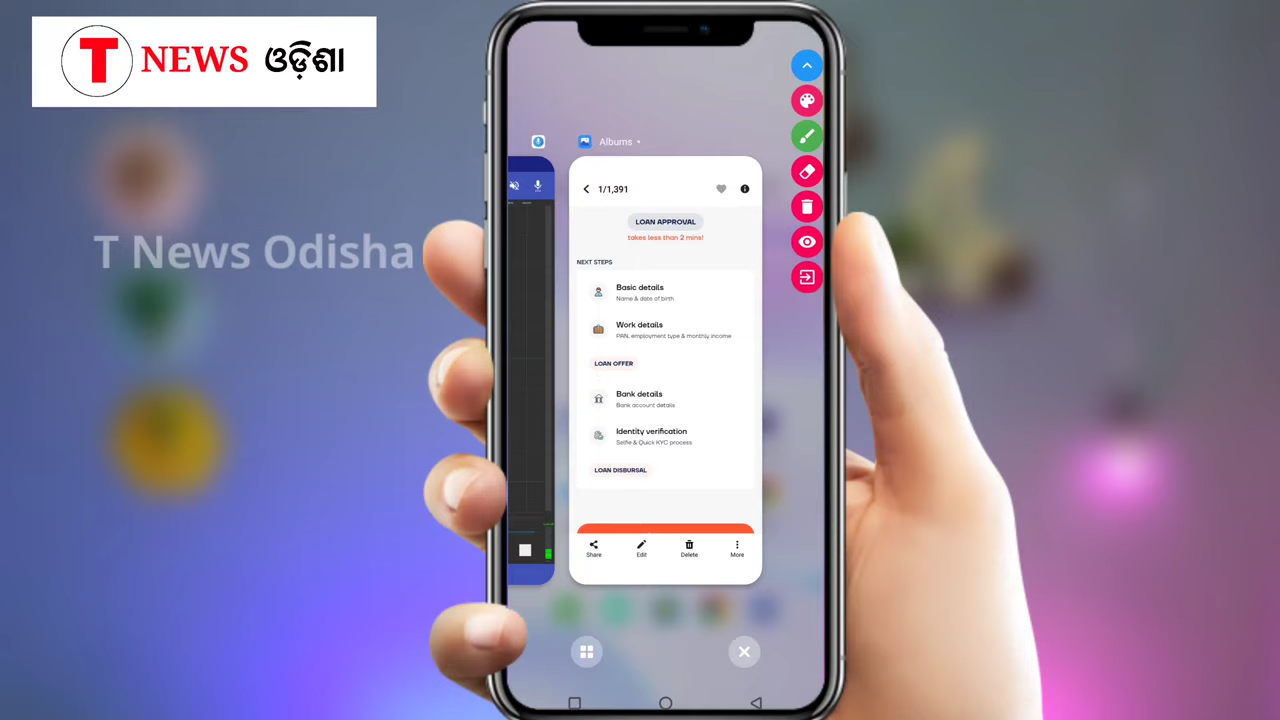 T NEWS ଓଡ଼ିଶା
T News Odisha
Albums
1/1,391
LOAN APPROVAL
takes less than 2 mins!
NEXT STEPS
Basic details
Name & date of birth
Work details
PAN, employment type & monthly income
LOAN OFFER
Bank details
Bank account details
Identity verification
Selfie & Quick KYC process
LOAN DISBURSAL
Share
Edit
Delete
More